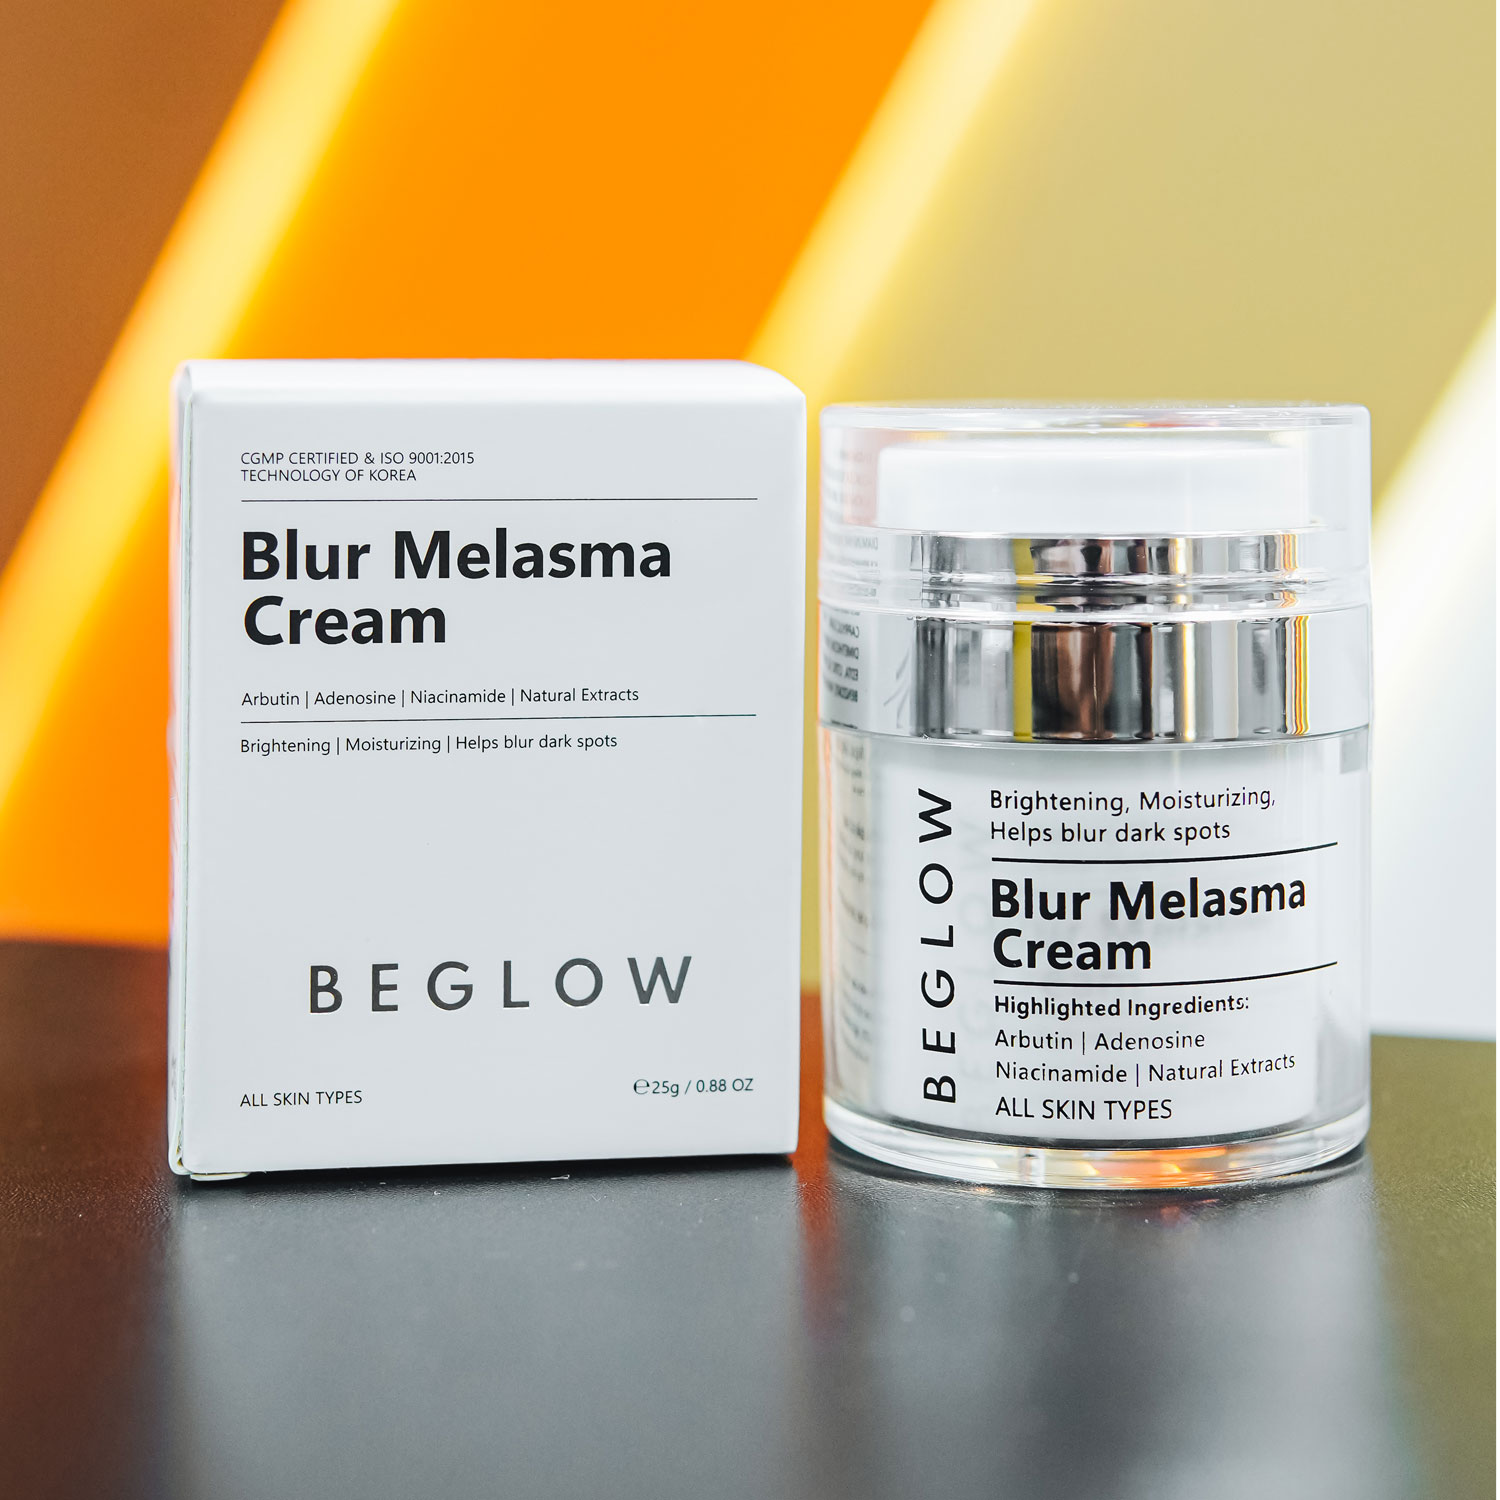 CGMP CERTIFIED & ISO 9001:2015
TECHNOLOGY OF KOREA
Blur Melasma
Cream
Arbutin | Adenosine | Niacinamide | Natural Extracts
Brightening | Moisturizing | Helps blur dark spots
BEGLOW
ALL SKIN TYPES
℮25g / 0.88 OZ
BEGLOW
Brightening, Moisturizing,
Helps blur dark spots
Blur Melasma
Cream
Highlighted Ingredients:
Arbutin | Adenosine
Niacinamide | Natural Extracts
ALL SKIN TYPES